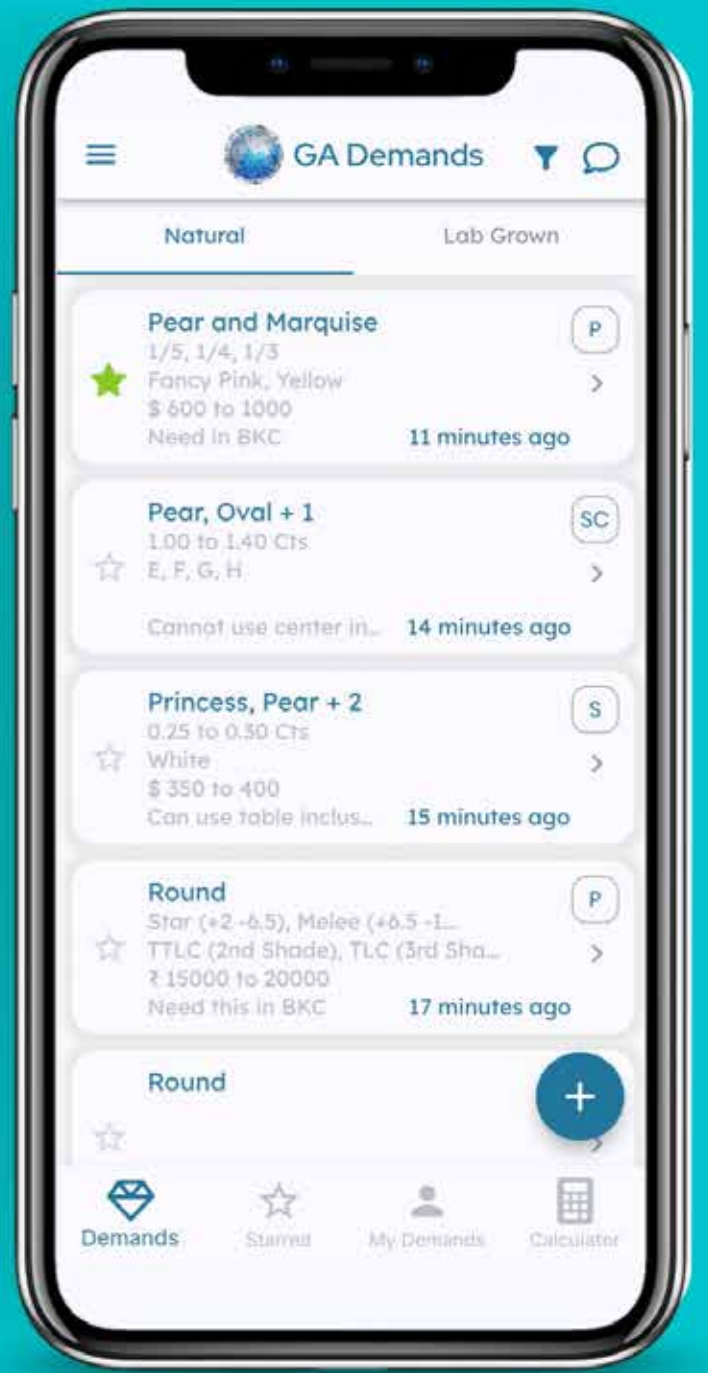 GA Demands
Natural Lab Grown
Pear and Marquise P
1/5, 1/4, 1/3
Fancy Pink, Yellow
$ 600 to 1000
Need in BKC 11 minutes ago
Pear, Oval + 1 SC
1.00 to 1.40 Cts
E, F, G, H
Cannot use center in... 14 minutes ago
Princess, Pear + 2 S
0.25 to 0.30 Cts
White
$ 350 to 400
Can use table inclus... 15 minutes ago
Round P
Star (+2 -6.5), Melee (+6.5 -1...
TTLC (2nd Shade), TLC (3rd Sha...
₹ 15000 to 20000
Need this in BKC 17 minutes ago
Round
+
Demands Starred My Demands Calculator